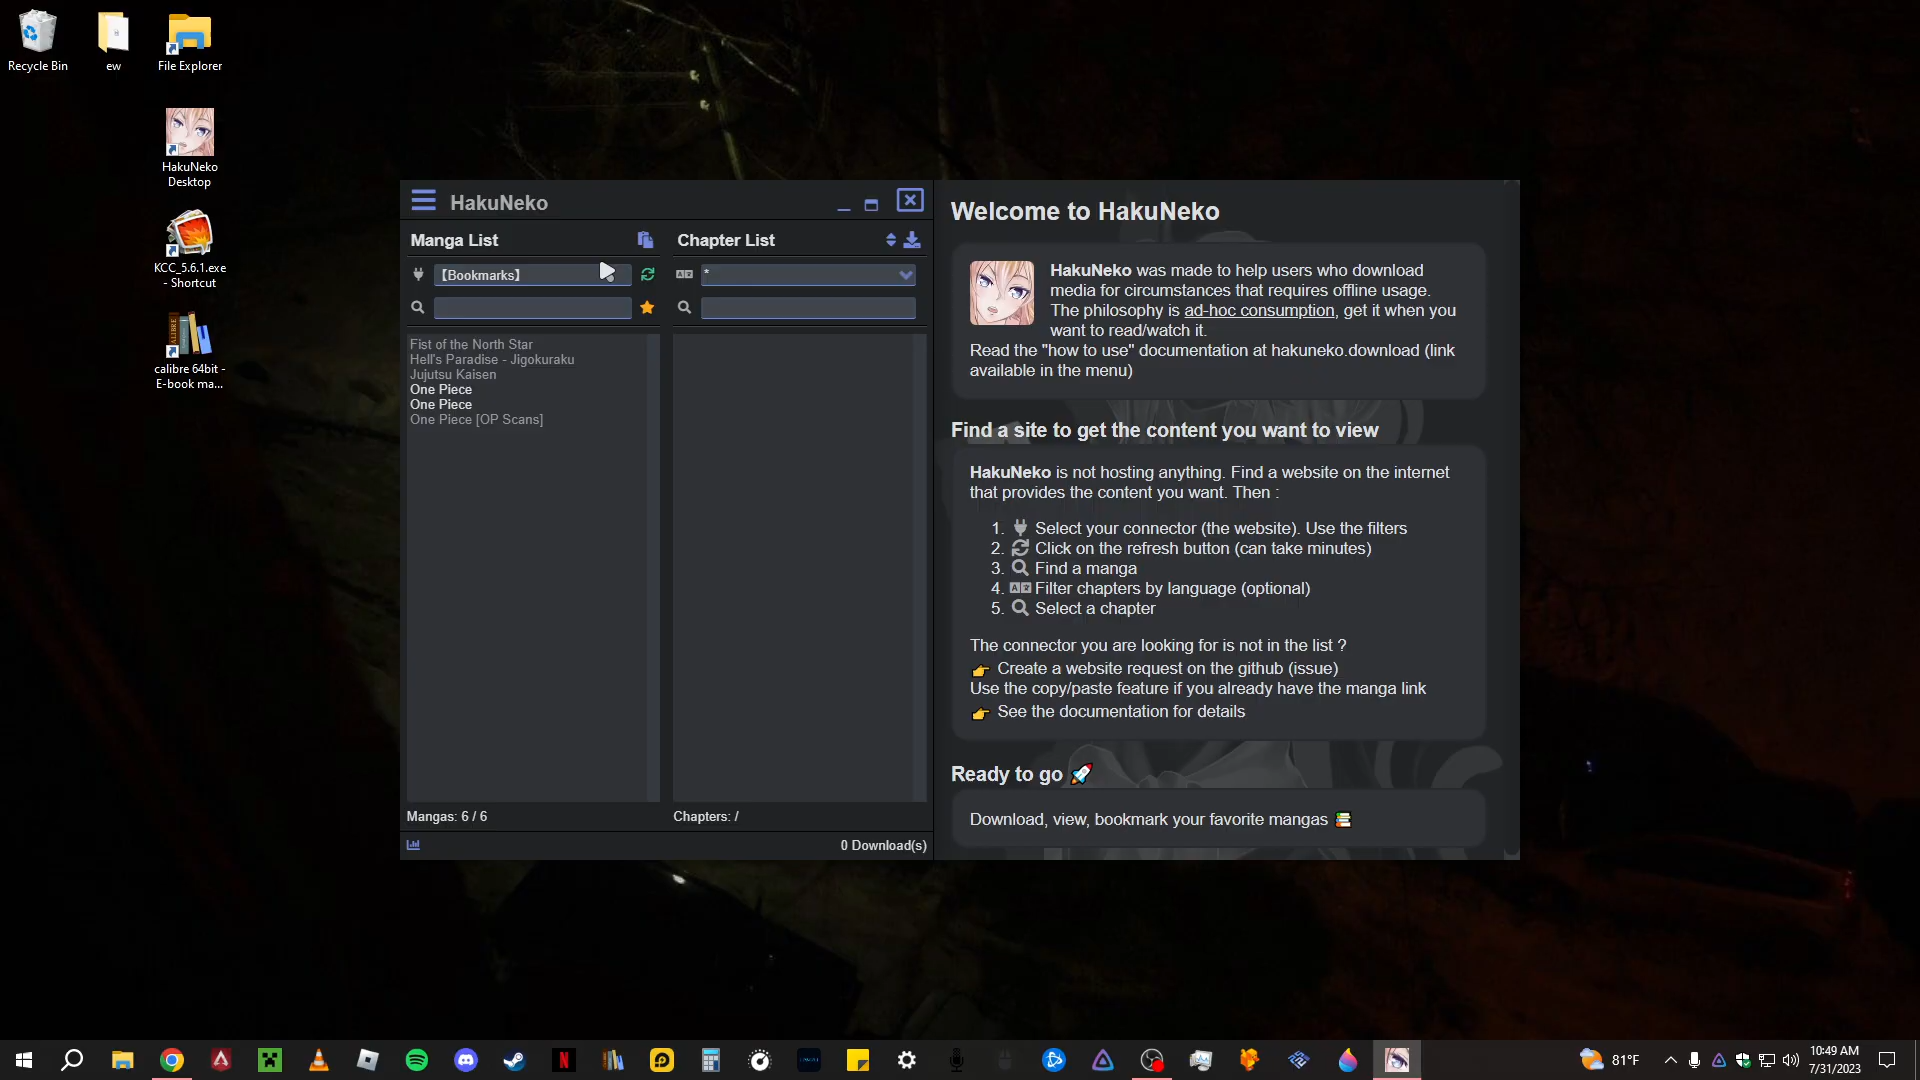 Recycle Bin
ew
File Explorer
HakuNeko
Desktop
KCC_5.6.1.exe
- Shortcut
calibre 64bit -
E-book ma...
HakuNeko
Manga List
Chapter List
【Bookmarks】
*
Fist of the North Star
Hell's Paradise - Jigokuraku
Jujutsu Kaisen
One Piece
One Piece
One Piece [OP Scans]
Mangas: 6 / 6
Chapters: /
0 Download(s)
Welcome to HakuNeko
HakuNeko was made to help users who download
media for circumstances that requires offline usage.
The philosophy is ad-hoc consumption, get it when you
want to read/watch it.
Read the "how to use" documentation at hakuneko.download (link
available in the menu)
Find a site to get the content you want to view
HakuNeko is not hosting anything. Find a website on the internet
that provides the content you want. Then :
1. Select your connector (the website). Use the filters
2. Click on the refresh button (can take minutes)
3. Find a manga
4. Filter chapters by language (optional)
5. Select a chapter
The connector you are looking for is not in the list ?
👉 Create a website request on the github (issue)
Use the copy/paste feature if you already have the manga link
👉 See the documentation for details
Ready to go 🚀
Download, view, bookmark your favorite mangas 📚
81°F
10:49 AM
7/31/2023